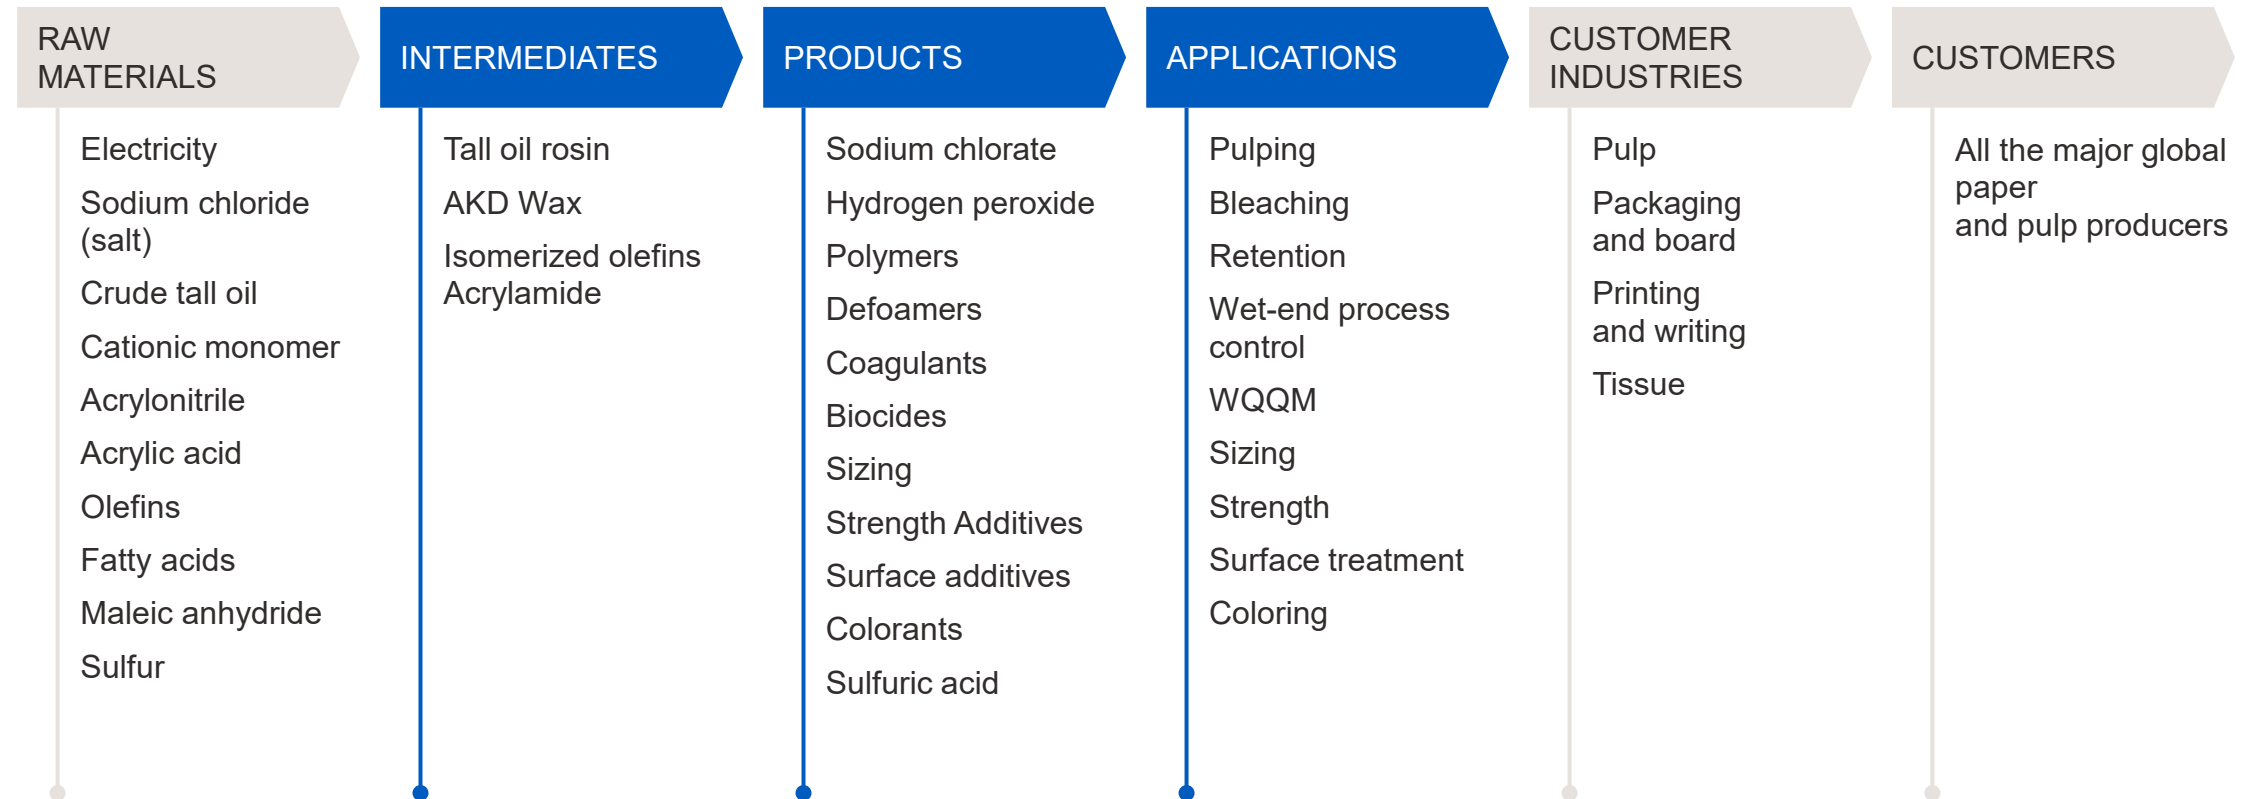 RAW
MATERIALS
Electricity
Sodium chloride
(salt)
Crude tall oil
Cationic monomer
Acrylonitrile
Acrylic acid
Olefins
Fatty acids
Maleic anhydride
Sulfur
INTERMEDIATES
Tall oil rosin
AKD Wax
Isomerized olefins
Acrylamide
PRODUCTS
Sodium chlorate
Hydrogen peroxide
Polymers
Defoamers
Coagulants
Biocides
Sizing
Strength Additives
Surface additives
Colorants
Sulfuric acid
APPLICATIONS
Pulping
Bleaching
Retention
Wet-end process
control
WQQM
Sizing
Strength
Surface treatment
Coloring
CUSTOMER
INDUSTRIES
Pulp
Packaging
and board
Printing
and writing
Tissue
CUSTOMERS
All the major global
paper
and pulp producers